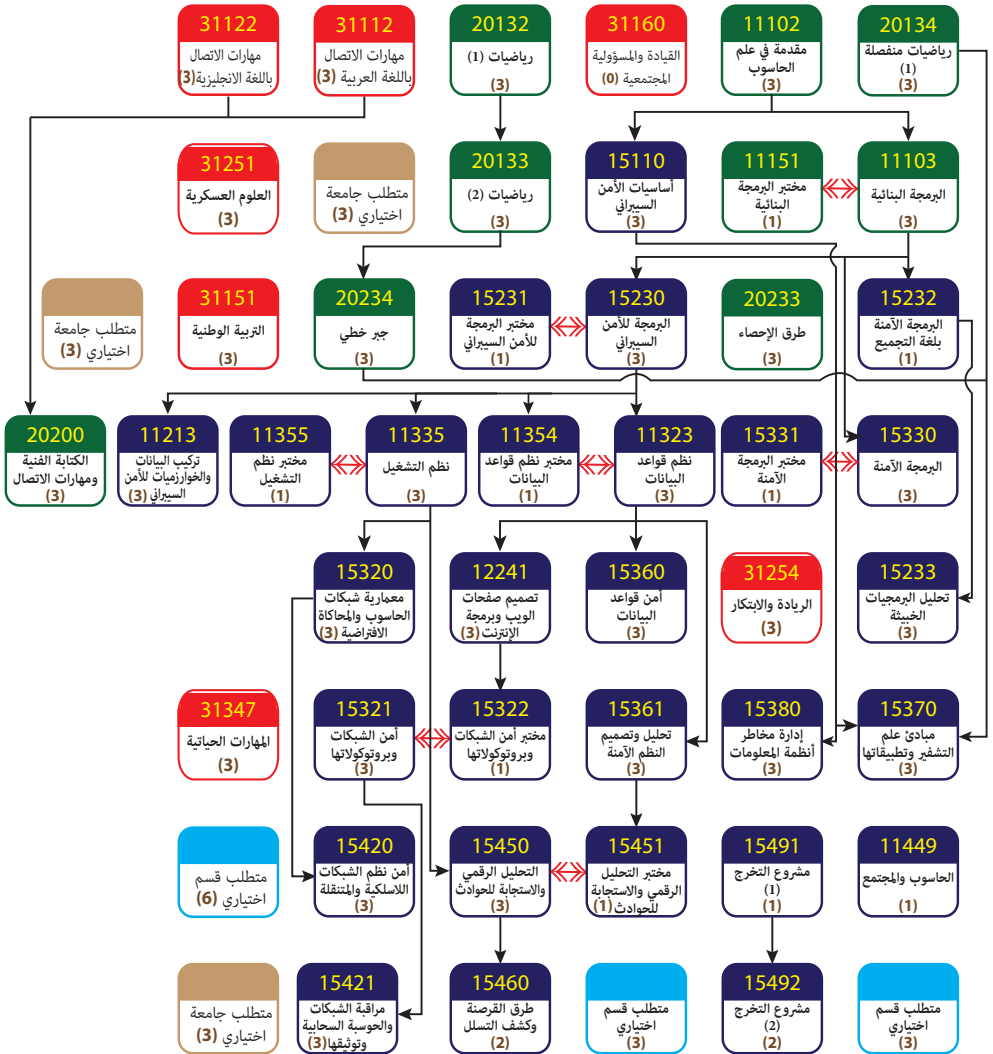 20134
رياضيات منفصلة
(1)
(3)
11102
مقدمة في علم
الحاسوب
(3)
31160
القيادة والمسؤولية
المجتمعية (0)
20132
رياضيات (1)
(3)
31112
مهارات الاتصال
باللغة العربية (3)
31122
مهارات الاتصال
باللغة الانجليزية(3)
11103
البرمجة البنائية
(3)
11151
مختبر البرمجة
البنائية
(1)
15110
أساسيات الأمن
السيبراني
(3)
20133
رياضيات (2)
(3)
متطلب جامعة
اختياري (3)
31251
العلوم العسكرية
(3)
15232
البرمجة الآمنة
بلغة التجميع
(1)
20233
طرق الإحصاء
(3)
15230
البرمجة للأمن
السيبراني
(3)
15231
مختبر البرمجة
للأمن السيبراني
(1)
20234
جبر خطي
(3)
31151
التربية الوطنية
(3)
متطلب جامعة
اختياري (3)
15330
البرمجة الآمنة
(3)
15331
مختبر البرمجة
الآمنة
(1)
11323
نظم قواعد
البيانات
(3)
11354
مختبر نظم قواعد
البيانات
(1)
11335
نظم التشغيل
(3)
11355
مختبر نظم
التشغيل
(1)
11213
تركيب البيانات
والخوارزميات للأمن
السيبراني (3)
20200
الكتابة الفنية
ومهارات الاتصال
(3)
15233
تحليل البرمجيات
الخبيثة
(3)
31254
الريادة والابتكار
(3)
15360
أمن قواعد
البيانات
(3)
12241
تصميم صفحات
الويب وبرمجة
الإنترنت (3)
15320
معمارية شبكات
الحاسوب والمحاكاة
الافتراضية (3)
15370
مبادئ علم
التشفير وتطبيقاتها
(3)
15380
إدارة مخاطر
أنظمة المعلومات
(3)
15361
تحليل وتصميم
النظم الآمنة
(3)
15322
مختبر أمن الشبكات
وبروتوكولاتها
(1)
15321
أمن الشبكات
وبروتوكولاتها
(3)
31347
المهارات الحياتية
(3)
11449
الحاسوب والمجتمع
(1)
15491
مشروع التخرج
(1)
(1)
15451
مختبر التحليل
الرقمي والاستجابة
للحوادث (1)
15450
التحليل الرقمي
والاستجابة للحوادث
(3)
15420
أمن نظم الشبكات
اللاسلكية والمتنقلة
(3)
متطلب قسم
اختياري (6)
متطلب قسم
اختياري
(3)
15492
مشروع التخرج
(2)
(2)
متطلب قسم
اختياري
(3)
15460
طرق القرصنة
وكشف التسلل
(2)
15421
مراقبة الشبكات
والحوسبة السحابية
وتوثيقها(3)
متطلب جامعة
اختياري (3)